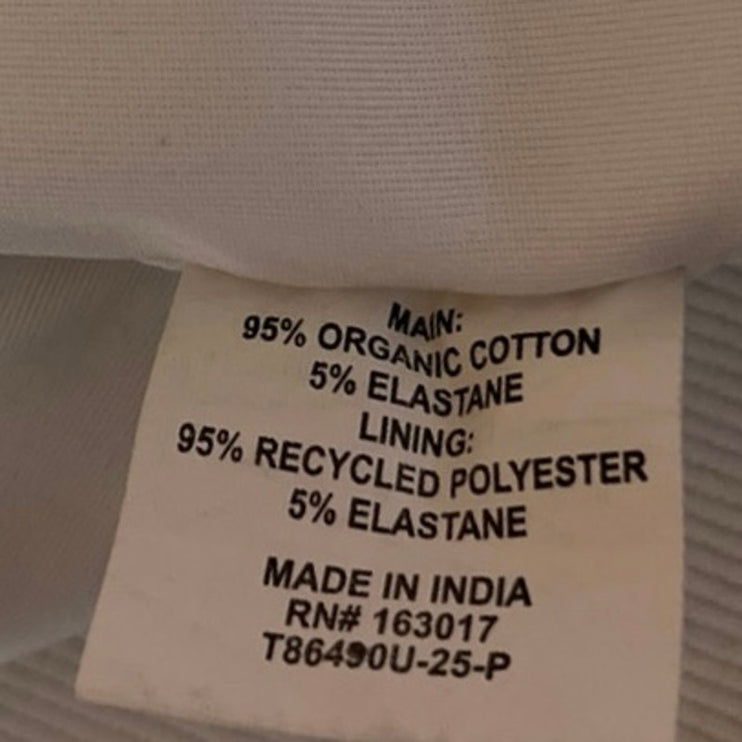 MAIN:
95% ORGANIC COTTON
5% ELASTANE
LINING:
95% RECYCLED POLYESTER
5% ELASTANE
MADE IN INDIA
RN# 163017
T86490U-25-P